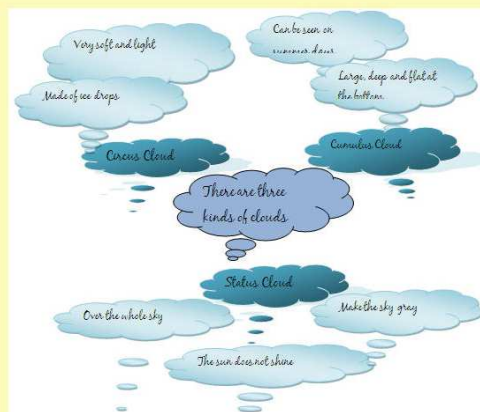 Very soft and light
Made of ice drops
Circus Cloud
Can be seen on
summer days
Large, deep and flat at
the bottom
Cumulus Cloud
There are three
kinds of clouds
Status Cloud
Over the whole sky
Make the sky gray
The sun does not shine